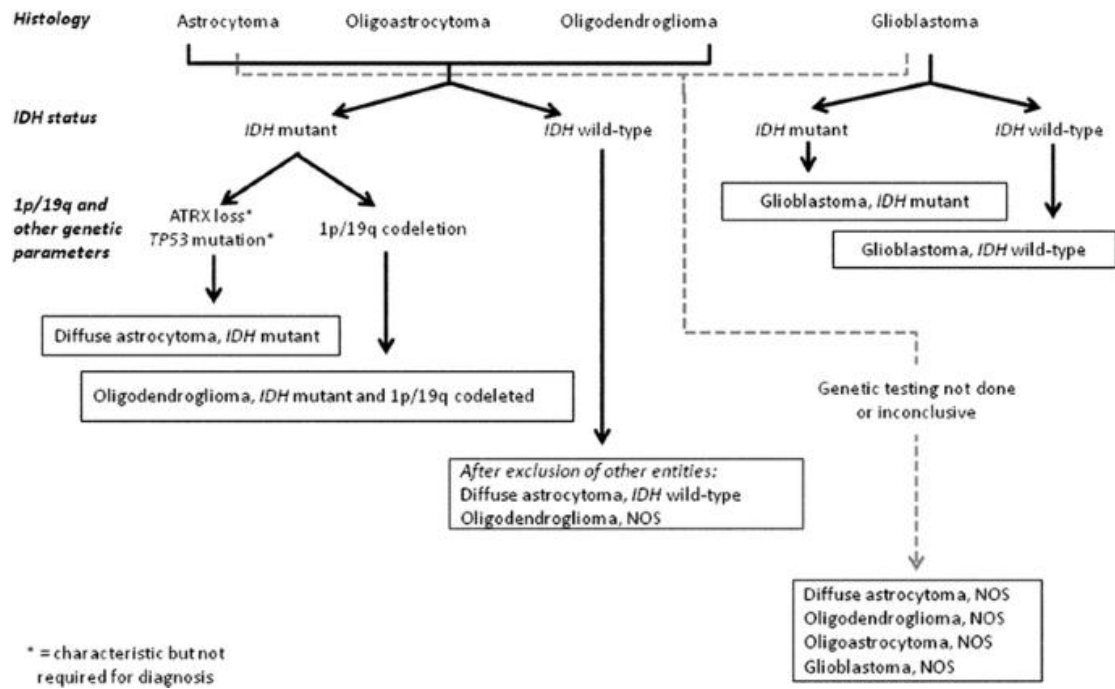 Histology
Astrocytoma
Oligoastrocytoma
Oligodendroglioma
Glioblastoma
IDH status
IDH mutant
IDH wild-type
IDH mutant
IDH wild-type
1p/19q and
other genetic
parameters
ATRX loss*
TP53 mutation*
1p/19q codeletion
Glioblastoma, IDH mutant
Glioblastoma, IDH wild-type
Diffuse astrocytoma, IDH mutant
Oligodendroglioma, IDH mutant and 1p/19q codeleted
Genetic testing not done
or inconclusive
After exclusion of other entities:
Diffuse astrocytoma, IDH wild-type
Oligodendroglioma, NOS
Diffuse astrocytoma, NOS
Oligodendroglioma, NOS
Oligoastrocytoma, NOS
Glioblastoma, NOS
* = characteristic but not
required for diagnosis